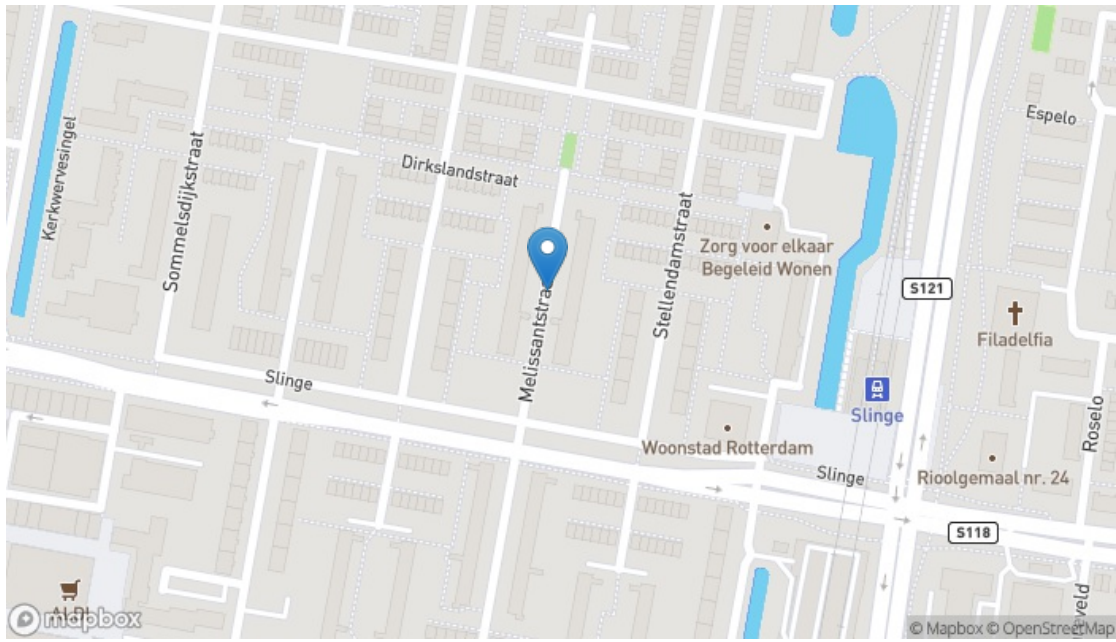 Espelo
Kerkwervesingel
Sommelsdijkstraat
Dirkslandstraat
Stellendamstraat
Zorg voor elkaar
Begeleid Wonen
S121
Filadelfia
Melissantstraa
Slinge
Slinge
Roselo
Woonstad Rotterdam
Slinge
Rioolgemaal nr. 24
S118
ALDI
mapbox
© Mapbox © OpenStreetMap